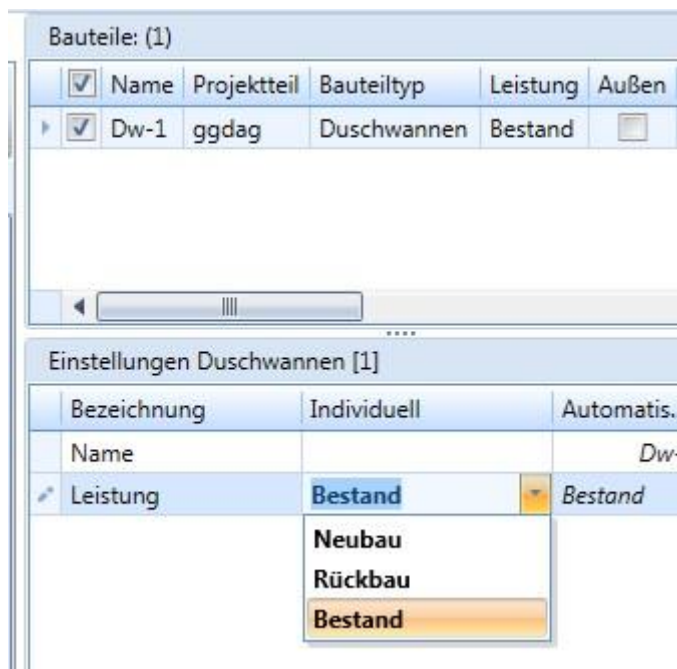 Bauteile: (1)
Name Projektteil Bauteiltyp Leistung Außen
Dw-1 ggdag Duschwannen Bestand
Einstellungen Duschwannen [1]
Bezeichnung Individuell Automatis.
Name Dw-
Leistung Bestand Bestand
Neubau
Rückbau
Bestand